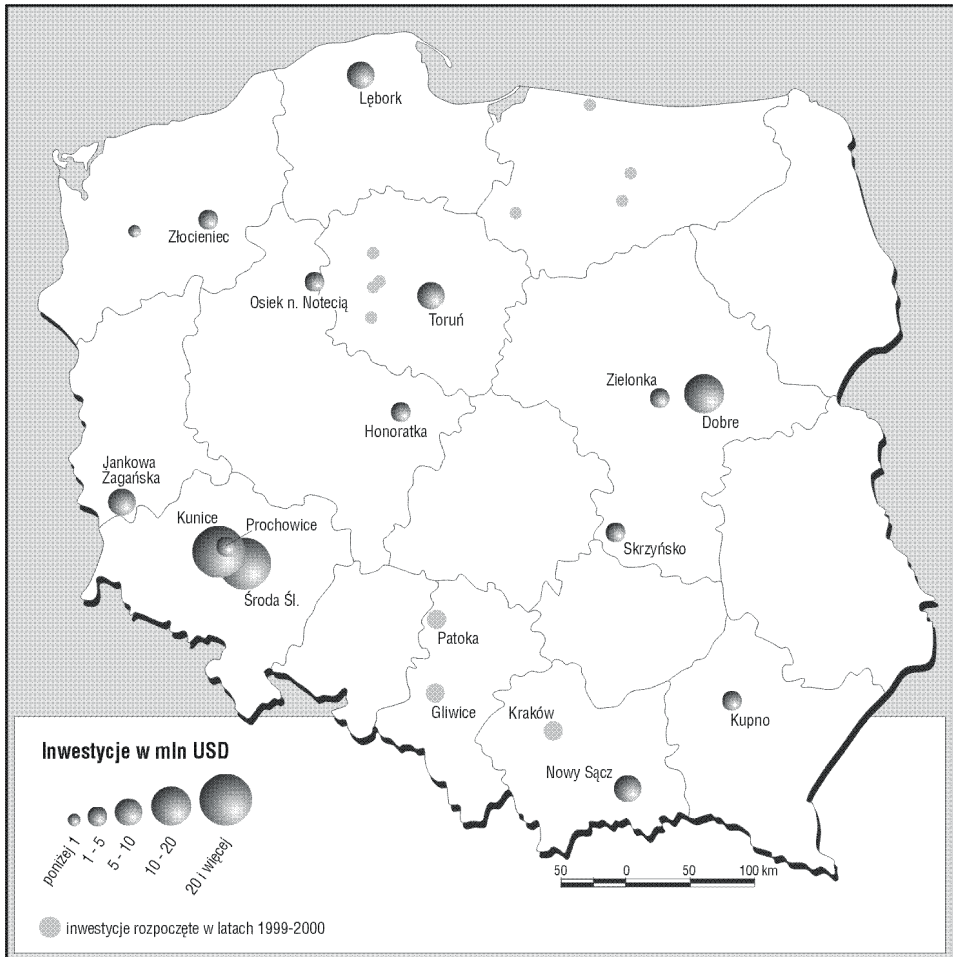 Lębork
Złocieniec
Osiek n. Notecią
Toruń
Zielonka
Dobre
Honoratka
Jankowa
Żagańska
Kunice
Prochowice
Środa Śl.
Skrzyńsko
Patoka
Gliwice
Kraków
Kupno
Nowy Sącz
Inwestycje w mln USD
poniżej 1
1 - 5
5 - 10
10 - 20
20 i więcej
50 0 50 100 km
inwestycje rozpoczęte w latach 1999-2000